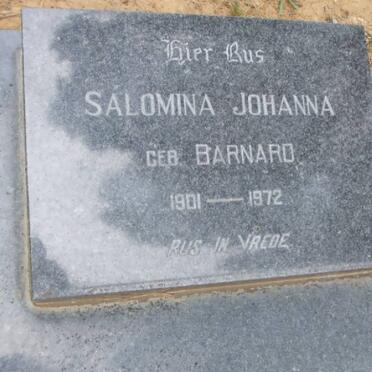 Hier Rus
SALOMINA JOHANNA
GEB. BARNARD
1901 — 1972
RUS IN VREDE